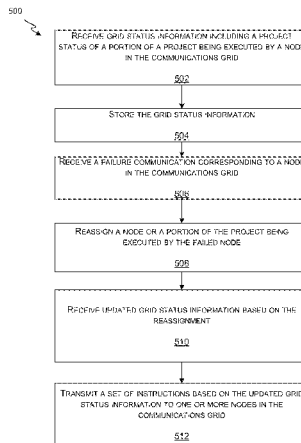 500
RECEIVE GRID STATUS INFORMATION INCLUDING A PROJECT
STATUS OF A PORTION OF A PROJECT BEING EXECUTED BY A NODE
IN THE COMMUNICATIONS GRID
502
STORE THE GRID STATUS INFORMATION
504
RECEIVE A FAILURE COMMUNICATION CORRESPONDING TO A NODE
IN THE COMMUNICATIONS GRID
506
REASSIGN A NODE OR A PORTION OF THE PROJECT BEING
EXECUTED BY THE FAILED NODE
508
RECEIVE UPDATED GRID STATUS INFORMATION BASED ON THE
REASSIGNMENT
510
TRANSMIT A SET OF INSTRUCTIONS BASED ON THE UPDATED GRID
STATUS INFORMATION TO ONE OR MORE NODES IN THE
COMMUNICATIONS GRID
512